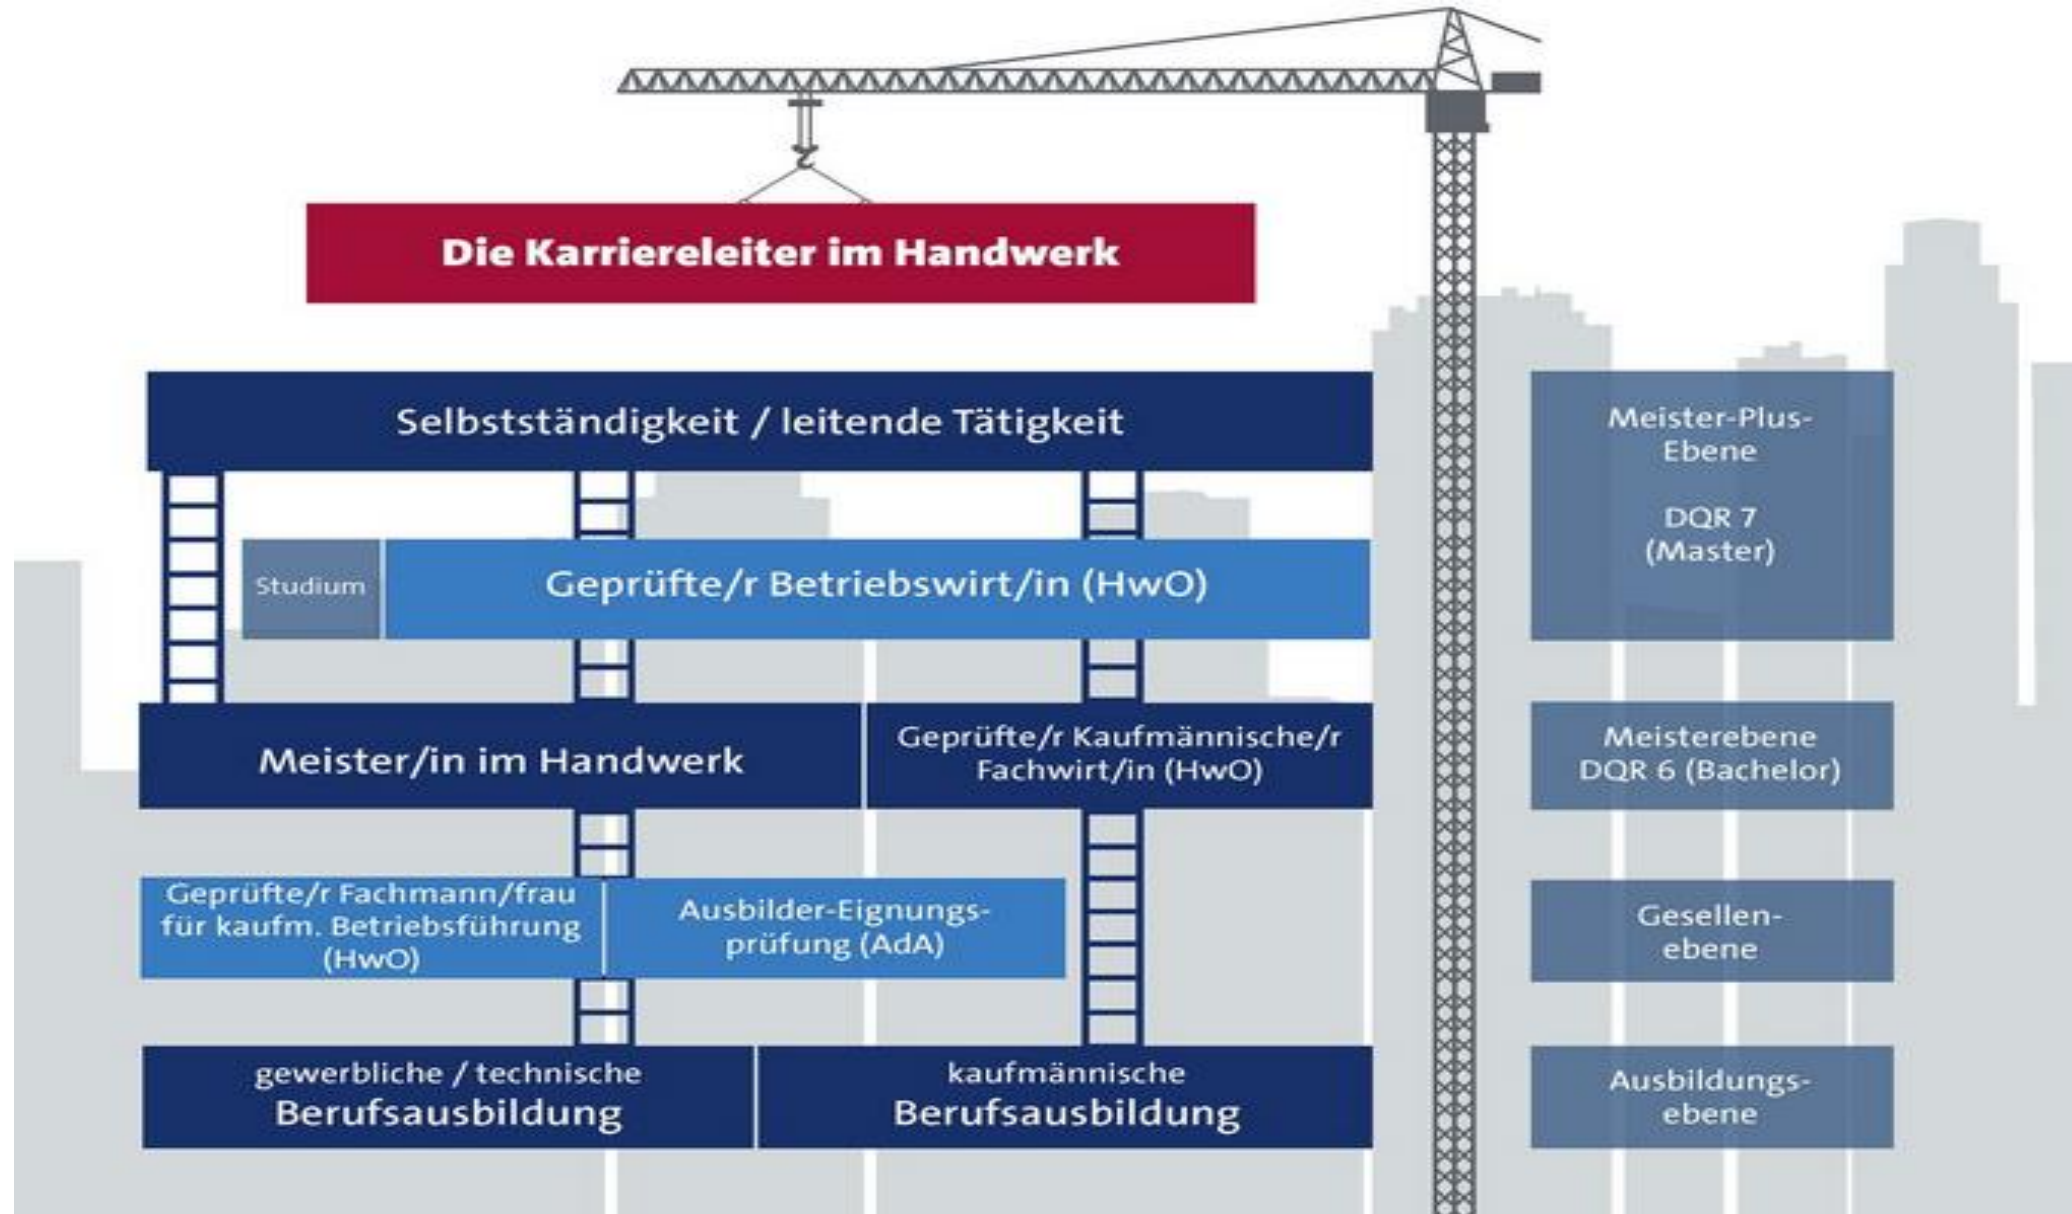 Die Karriereleiter im Handwerk
Selbstständigkeit / leitende Tätigkeit
Meister-Plus-
Ebene
DQR 7
(Master)
Studium
Geprüfte/r Betriebswirt/in (HwO)
Meister/in im Handwerk
Geprüfte/r Kaufmännische/r
Fachwirt/in (HwO)
Meisterebene
DQR 6 (Bachelor)
Geprüfte/r Fachmann/frau
für kaufm. Betriebsführung
(HwO)
Ausbilder-Eignungs-
prüfung (AdA)
Gesellen-
ebene
gewerbliche / technische
Berufsausbildung
kaufmännische
Berufsausbildung
Ausbildungs-
ebene